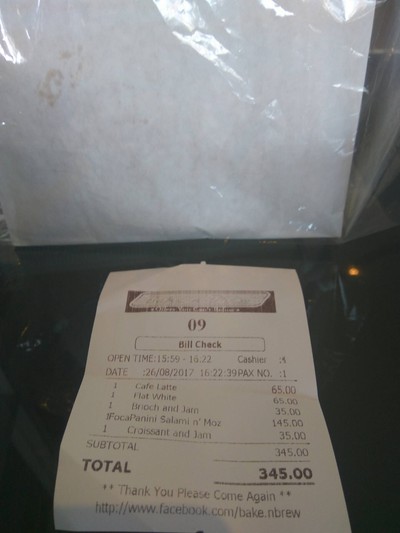 09
Bill Check
OPEN TIME:15:59 - 16:22 Cashier :1
DATE :26/08/2017 16:22:39 PAX NO. :1
1 Cafe Latte 65.00
1 Flat White 65.00
1 Brioch and Jam 35.00
1FocaPanini Salami n' Moz 145.00
1 Croissant and Jam 35.00
SUBTOTAL 345.00
TOTAL 345.00
** Thank You Please Come Again **
http://www.facebook.com/bake.nbrew